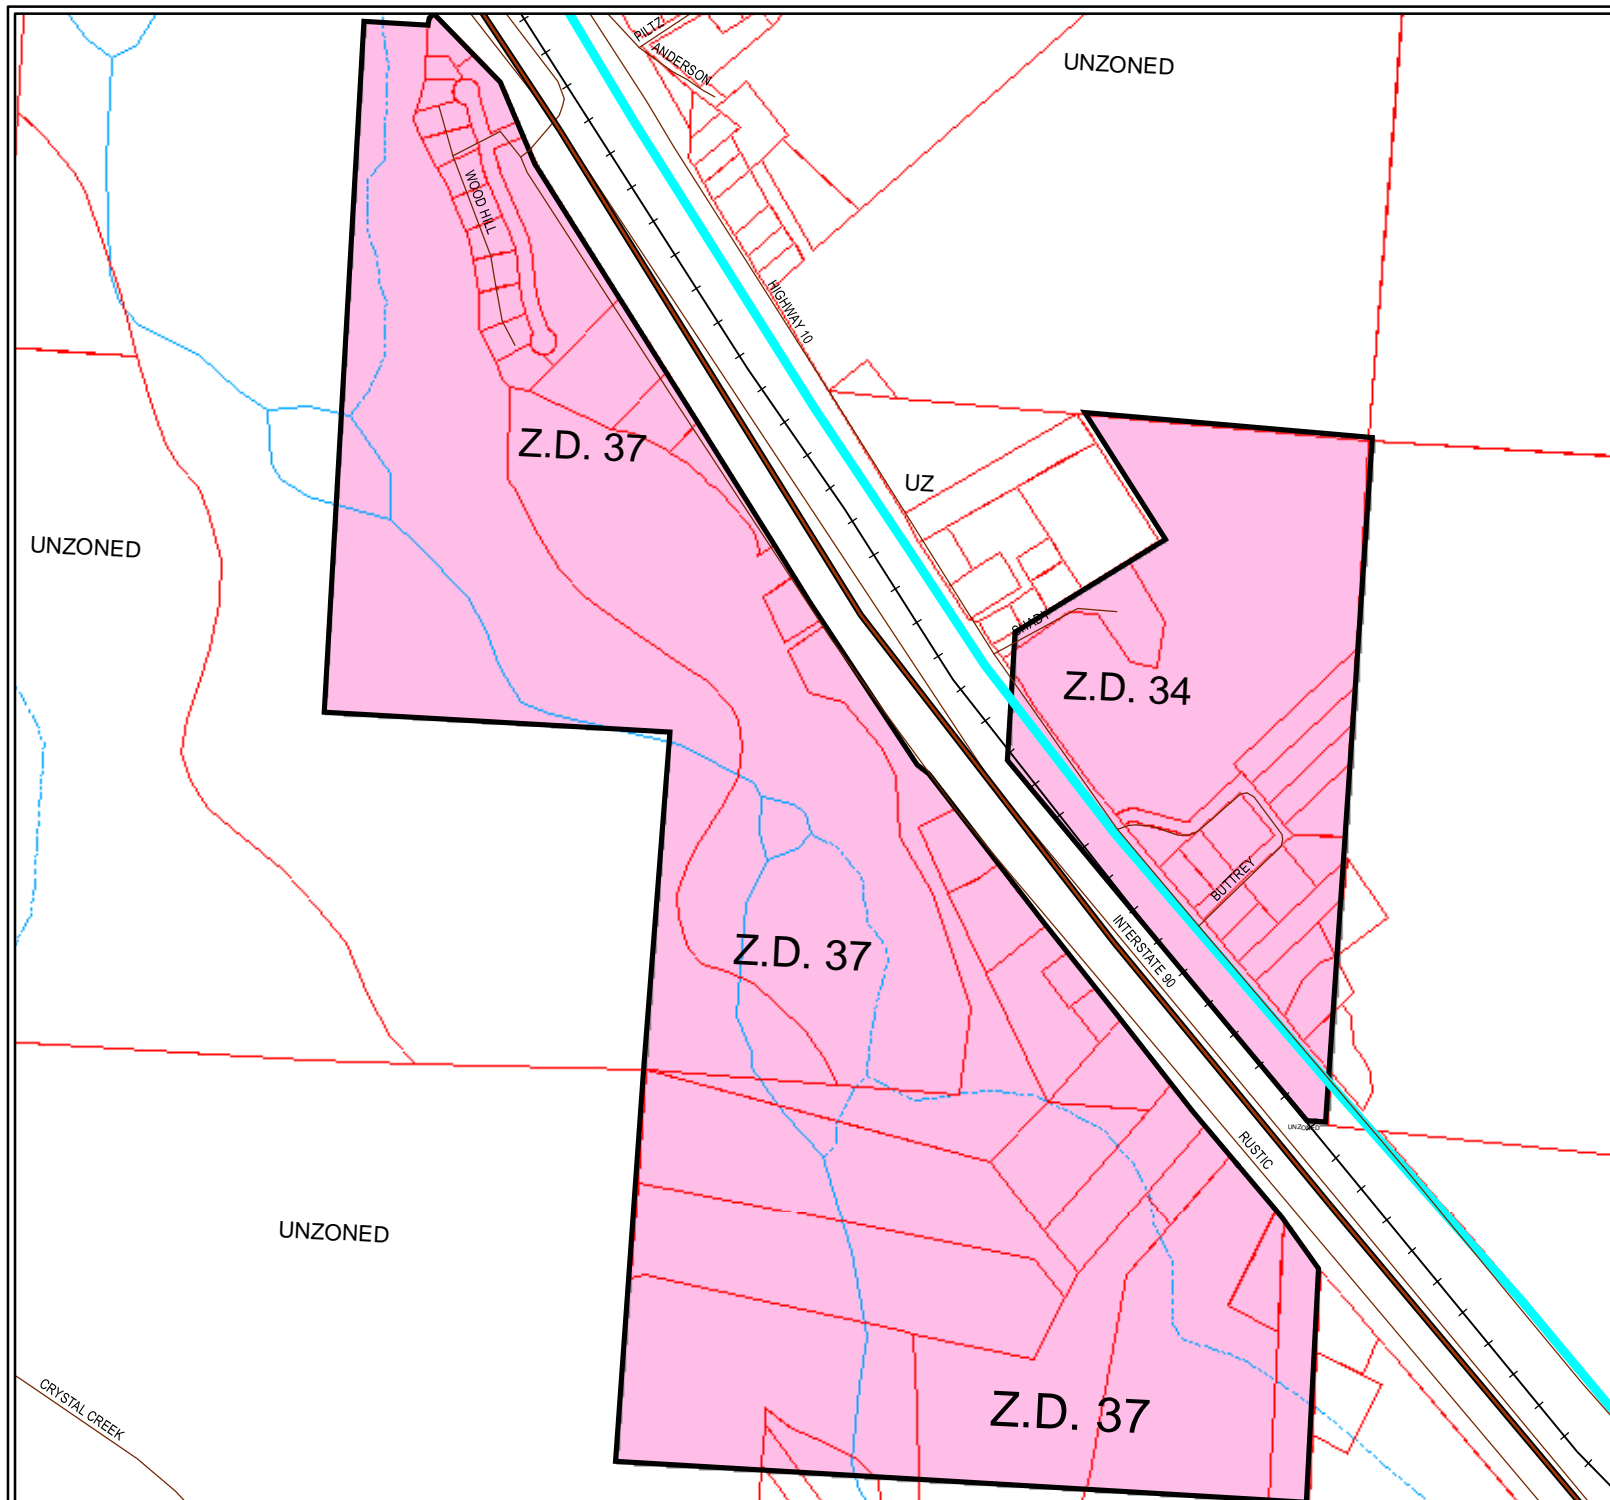 PILTZ
ANDERSON
UNZONED
WOOD HILL
HIGHWAY 10
Z.D. 37
UZ
UNZONED
SHADY
Z.D. 34
BUTTREY
Z.D. 37
INTERSTATE 90
UNZONED
RUSTIC
UNZONED
Z.D. 37
CRYSTAL CREEK